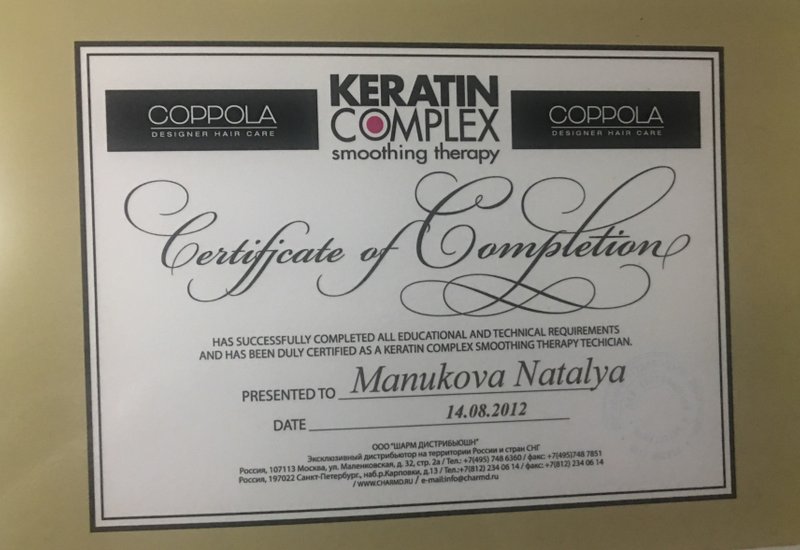 COPPOLA
DESIGNER HAIR CARE
KERATIN
COMPLEX
smoothing therapy
COPPOLA
DESIGNER HAIR CARE
Certificate of Completion
HAS SUCCESSFULLY COMPLETED ALL EDUCATIONAL AND TECHNICAL REQUIREMENTS
AND HAS BEEN DULY CERTIFIED AS A KERATIN COMPLEX SMOOTHING THERAPY TECHICIAN.
PRESENTED TO Manukova Natalya
DATE 14.08.2012
ООО "ШАРМ ДИСТРИБЬЮШН"
Эксклюзивный дистрибьютор на территории России и стран СНГ
Россия, 107113 Москва, ул. Маленковская, д. 32, стр. 2а / Тел.: +7(495) 748 6360 / факс: +7(495)748 7851
Россия, 197022 Санкт-Петербург, наб.р.Карповки, д.13 / Тел.:+7(812) 234 06 14 / факс:+7(812) 234 06 14
/ WWW.CHARMD.RU / e-mail:info@charmd.ru